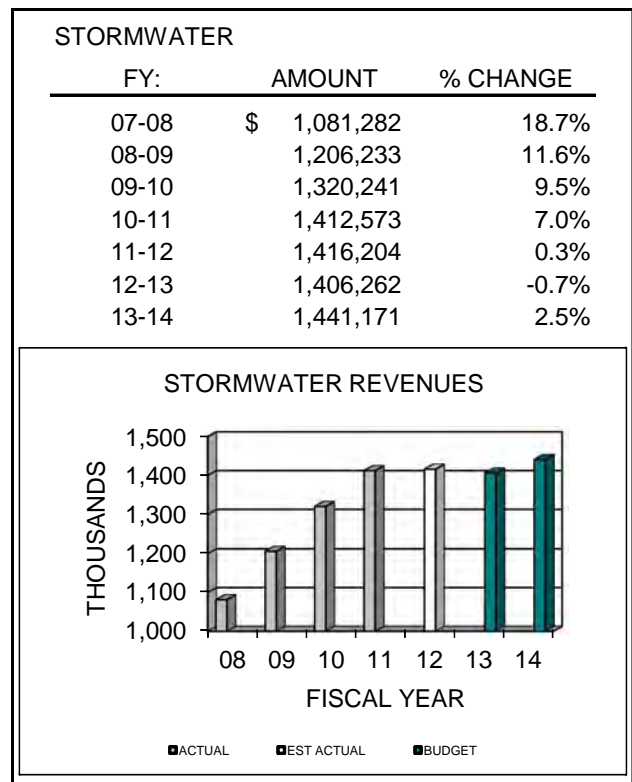 STORMWATER
FY: AMOUNT % CHANGE
07-08 $ 1,081,282 18.7%
08-09 1,206,233 11.6%
09-10 1,320,241 9.5%
10-11 1,412,573 7.0%
11-12 1,416,204 0.3%
12-13 1,406,262 -0.7%
13-14 1,441,171 2.5%
STORMWATER REVENUES
THOUSANDS
1,500
1,400
1,300
1,200
1,100
1,000
08 09 10 11 12 13 14
FISCAL YEAR
ACTUAL EST ACTUAL BUDGET